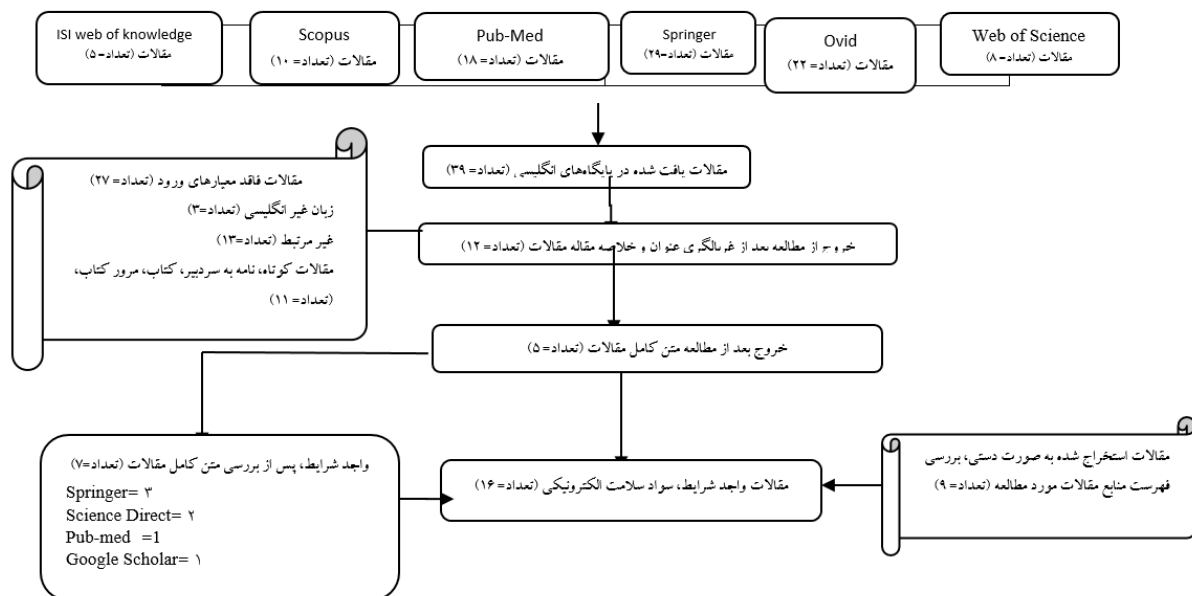 ISI web of knowledge
مقالات (تعداد- ۵)
Scopus
مقالات (تعداد= ۱۰)
Pub-Med
مقالات (تعداد= ۱۸)
Springer
مقالات (تعداد-۲۹)
Ovid
مقالات (تعداد= ۲۲)
Web of Science
مقالات (تعداد- ۸)
مقالات یافت شده در پایگاه‌های انگلیسی (تعداد= ۳۹)
مقالات فاقد معیارهای ورود (تعداد= ۲۷)
زبان غیر انگلیسی (تعداد=۳)
غیر مرتبط (تعداد=۱۳)
مقالات کوتاه، نامه به سردبیر، کتاب، مرور کتاب،
(تعداد= ۱۱)
خروج از مطالعه بعد از غربالگری عنوان و خلاصه مقاله مقالات (تعداد= ۱۲)
خروج بعد از مطالعه متن کامل مقالات (تعداد= ۵)
واجد شرایط، پس از بررسی متن کامل مقالات (تعداد=۷)
Springer= ۳
Science Direct= ۲
Pub-med =1
Google Scholar= ۱
مقالات واجد شرایط، سواد سلامت الکترونیکی (تعداد= ۱۶)
مقالات استخراج شده به صورت دستی، بررسی
فهرست منابع مقالات مورد مطالعه (تعداد= ۹)